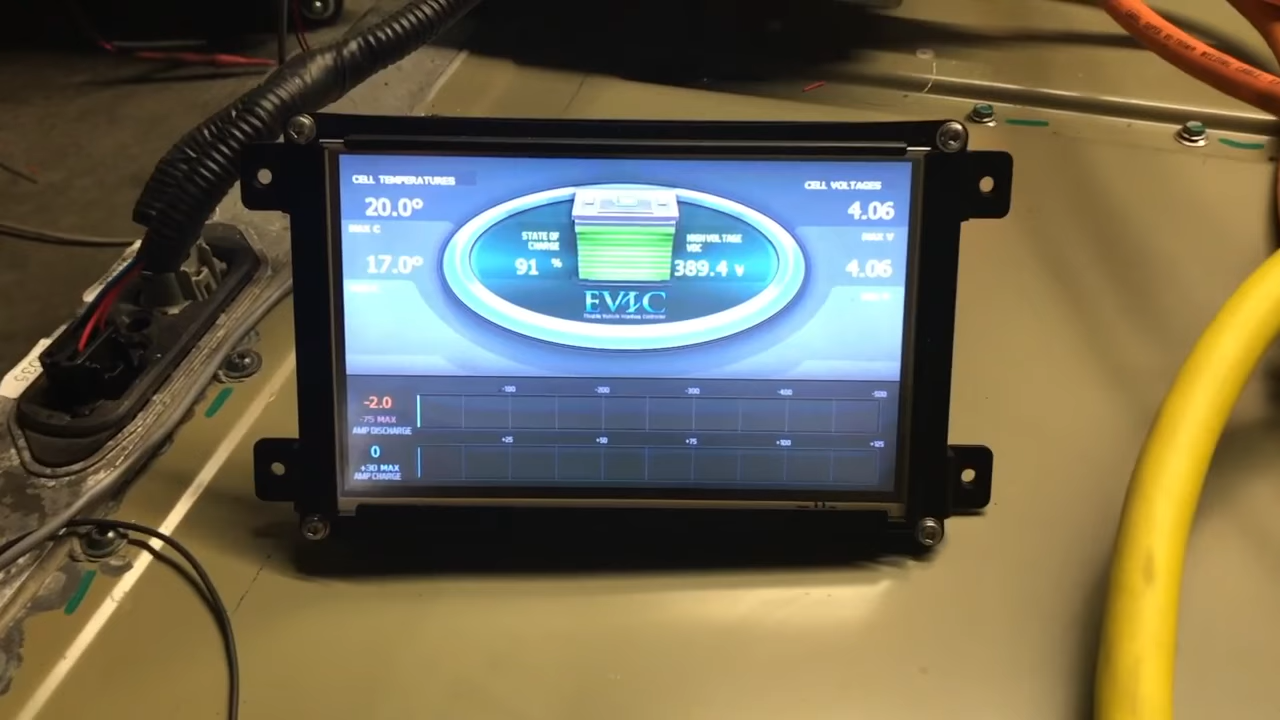 CELL TEMPERATURES
20.0°
MAX C
17.0°
STATE OF
CHARGE
91 %
HIGH VOLTAGE
VDC
389.4 V
EVIC
CELL VOLTAGES
4.06
MAX V
4.06
-2.0
-75 MAX
AMP DISCHARGE
-100 -200 -300 -400 -500
0
+30 MAX
AMP CHARGE
+25 +50 +75 +100 +125
035